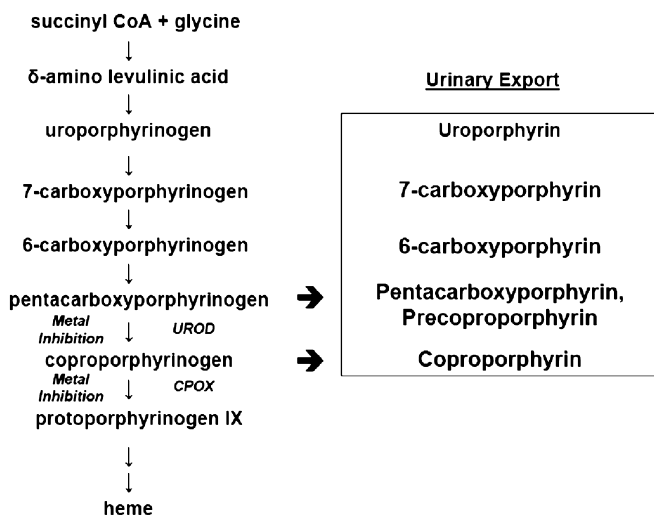 succinyl CoA + glycine
δ-amino levulinic acid
Urinary Export
uroporphyrinogen
Uroporphyrin
7-carboxyporphyrinogen
7-carboxyporphyrin
6-carboxyporphyrinogen
6-carboxyporphyrin
pentacarboxyporphyrinogen
Pentacarboxyporphyrin,
Precoproporphyrin
Metal
Inhibition
UROD
coproporphyrinogen
Coproporphyrin
Metal
Inhibition
CPOX
protoporphyrinogen IX
heme